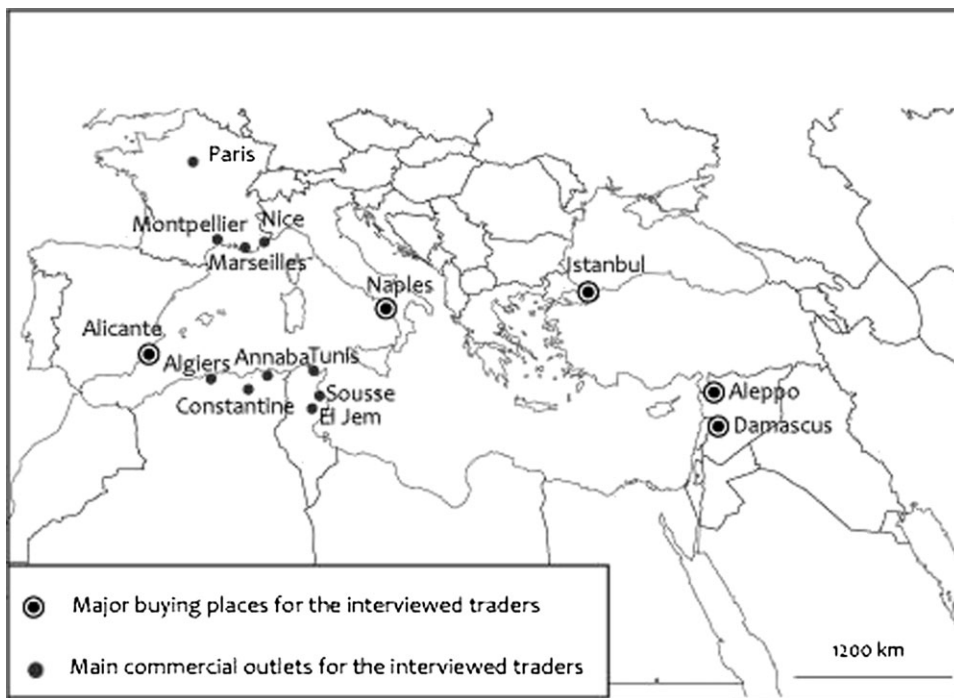 Paris
Montpellier
Nice
Marseilles
Istanbul
Naples
Alicante
Algiers
Annaba
Tunis
Constantine
Sousse
El Jem
Aleppo
Damascus
Major buying places for the interviewed traders
Main commercial outlets for the interviewed traders
1200 km